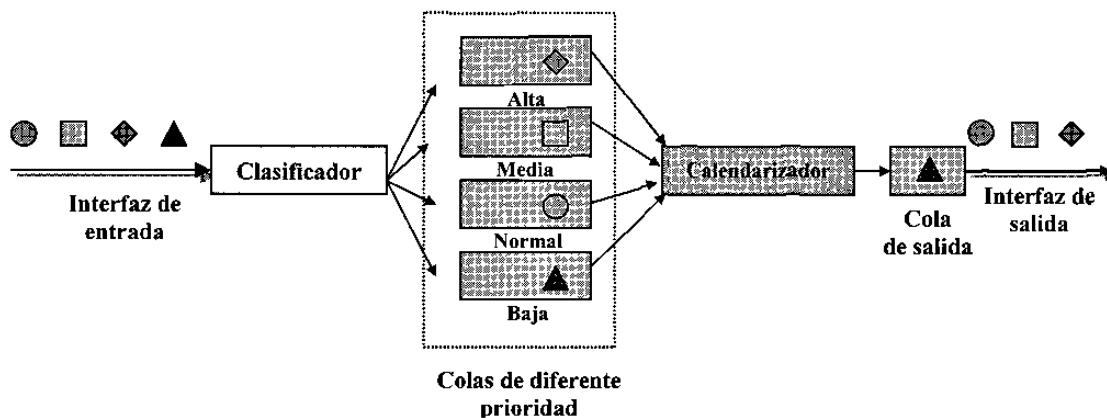 Alta
Media
Normal
Baja
Clasificador
Calendarizador
Interfaz de
entrada
Cola
de salida
Interfaz de
salida
Colas de diferente
prioridad